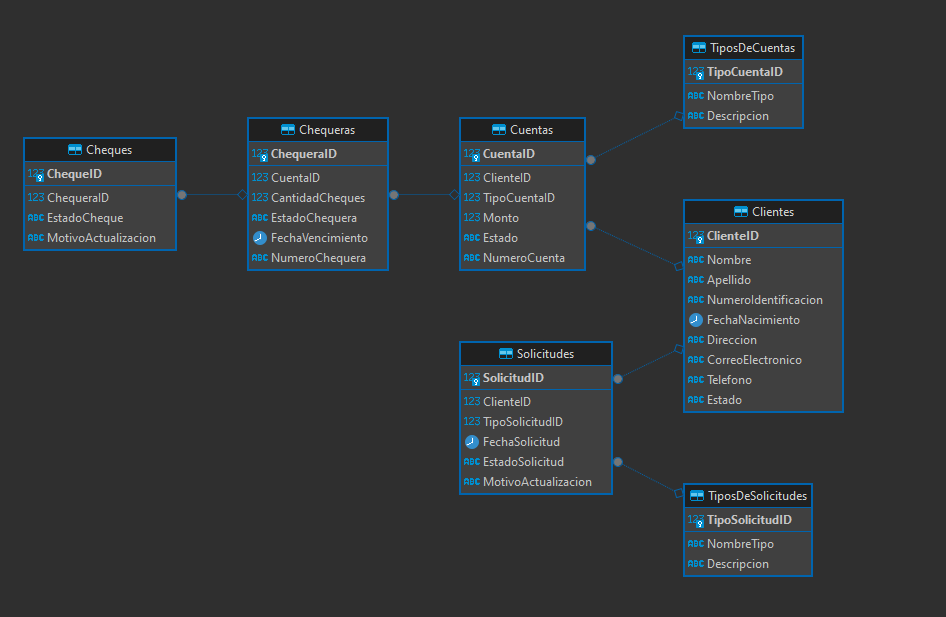 Cheques
123 ChequeID
123 ChequeraID
ABC EstadoCheque
ABC MotivoActualizacion
Chequeras
123 ChequeraID
123 CuentaID
123 CantidadCheques
ABC EstadoChequera
FechaVencimiento
ABC NumeroChequera
Cuentas
123 CuentaID
123 ClienteID
123 TipoCuentaID
123 Monto
ABC Estado
ABC NumeroCuenta
TiposDeCuentas
123 TipoCuentaID
ABC NombreTipo
ABC Descripcion
Clientes
123 ClienteID
ABC Nombre
ABC Apellido
ABC NumeroIdentificacion
FechaNacimiento
ABC Direccion
ABC CorreoElectronico
ABC Telefono
ABC Estado
Solicitudes
123 SolicitudID
123 ClienteID
123 TipoSolicitudID
FechaSolicitud
ABC EstadoSolicitud
ABC MotivoActualizacion
TiposDeSolicitudes
123 TipoSolicitudID
ABC NombreTipo
ABC Descripcion